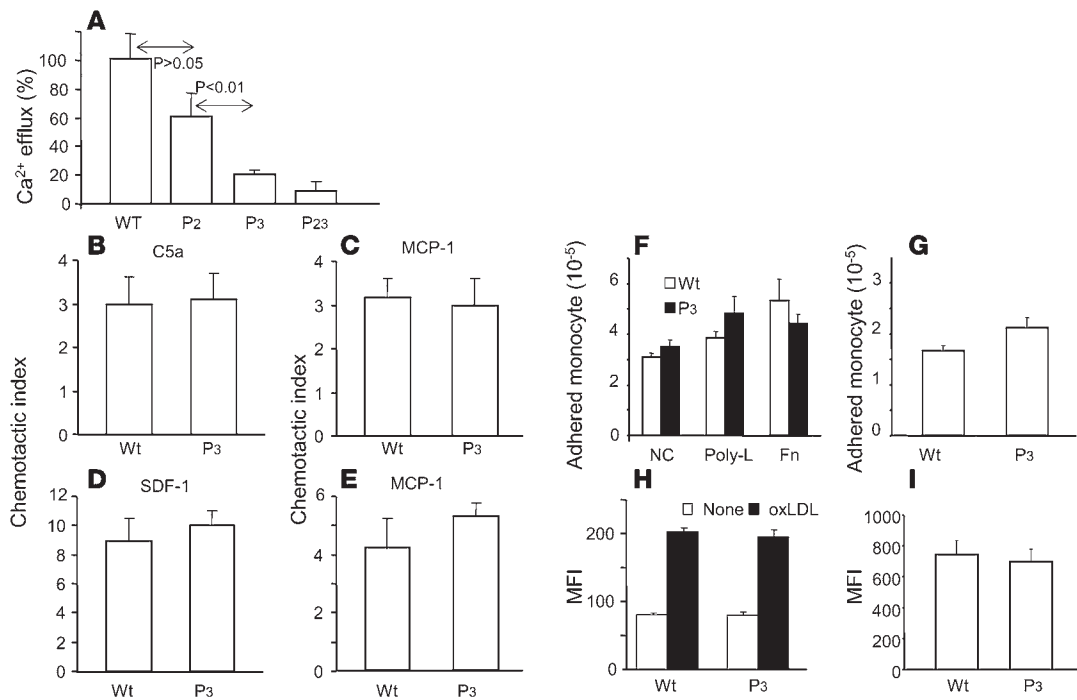 A
Ca2+ efflux (%)
100
80
60
40
20
0
P>0.05
P<0.01
WT P2 P3 P23
B
C5a
Chemotactic index
4
3
2
1
0
Wt P3
C
MCP-1
Chemotactic index
4
3
2
1
0
Wt P3
D
SDF-1
12
10
8
6
4
2
0
Wt P3
E
MCP-1
6
4
2
0
Wt P3
F
Adhered monocyte (10-5)
6
4
2
0
Wt
P3
NC Poly-L Fn
G
Adhered monocyte (10-5)
3
2
1
0
Wt P3
H
None oxLDL
MFI
200
100
0
Wt P3
I
MFI
1000
800
600
400
200
0
Wt P3